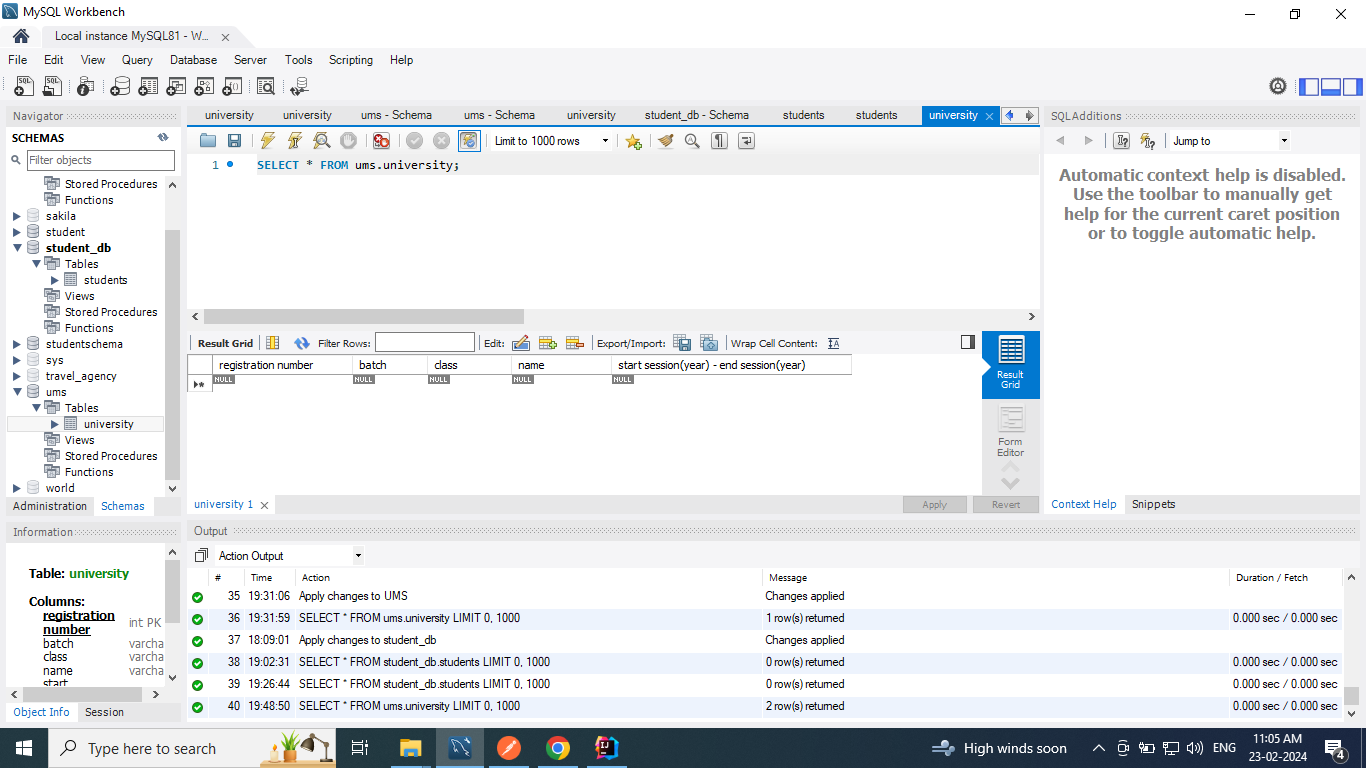 MySQL Workbench
Local instance MySQL81 - W...
File Edit View Query Database Server Tools Scripting Help
Navigator
SCHEMAS
Filter objects
Stored Procedures
Functions
sakila
student
student_db
Tables
students
Views
Stored Procedures
Functions
studentschema
sys
travel_agency
ums
Tables
university
Views
Stored Procedures
Functions
world
Administration Schemas
Information
Table: university
Columns:
registration
number int PK
batch varcha
class varcha
name varcha
start
Object Info Session
university university ums - Schema ums - Schema university student_db - Schema students students university
Limit to 1000 rows
1 SELECT * FROM ums.university;
Result Grid Filter Rows: Edit: Export/Import: Wrap Cell Content:
registration number batch class name start session(year) - end session(year)
NULL NULL NULL NULL NULL
Result
Grid
Form
Editor
university 1 Apply Revert
SQLAdditions
Jump to
Automatic context help is disabled.
Use the toolbar to manually get
help for the current caret position
or to toggle automatic help.
Context Help Snippets
Output
Action Output
# Time Action Message Duration / Fetch
35 19:31:06 Apply changes to UMS Changes applied
36 19:31:59 SELECT * FROM ums.university LIMIT 0, 1000 1 row(s) returned 0.000 sec / 0.000 sec
37 18:09:01 Apply changes to student_db Changes applied
38 19:02:31 SELECT * FROM student_db.students LIMIT 0, 1000 0 row(s) returned 0.000 sec / 0.000 sec
39 19:26:44 SELECT * FROM student_db.students LIMIT 0, 1000 0 row(s) returned 0.000 sec / 0.000 sec
40 19:48:50 SELECT * FROM ums.university LIMIT 0, 1000 2 row(s) returned 0.000 sec / 0.000 sec
Type here to search
High winds soon
ENG
11:05 AM
23-02-2024
4